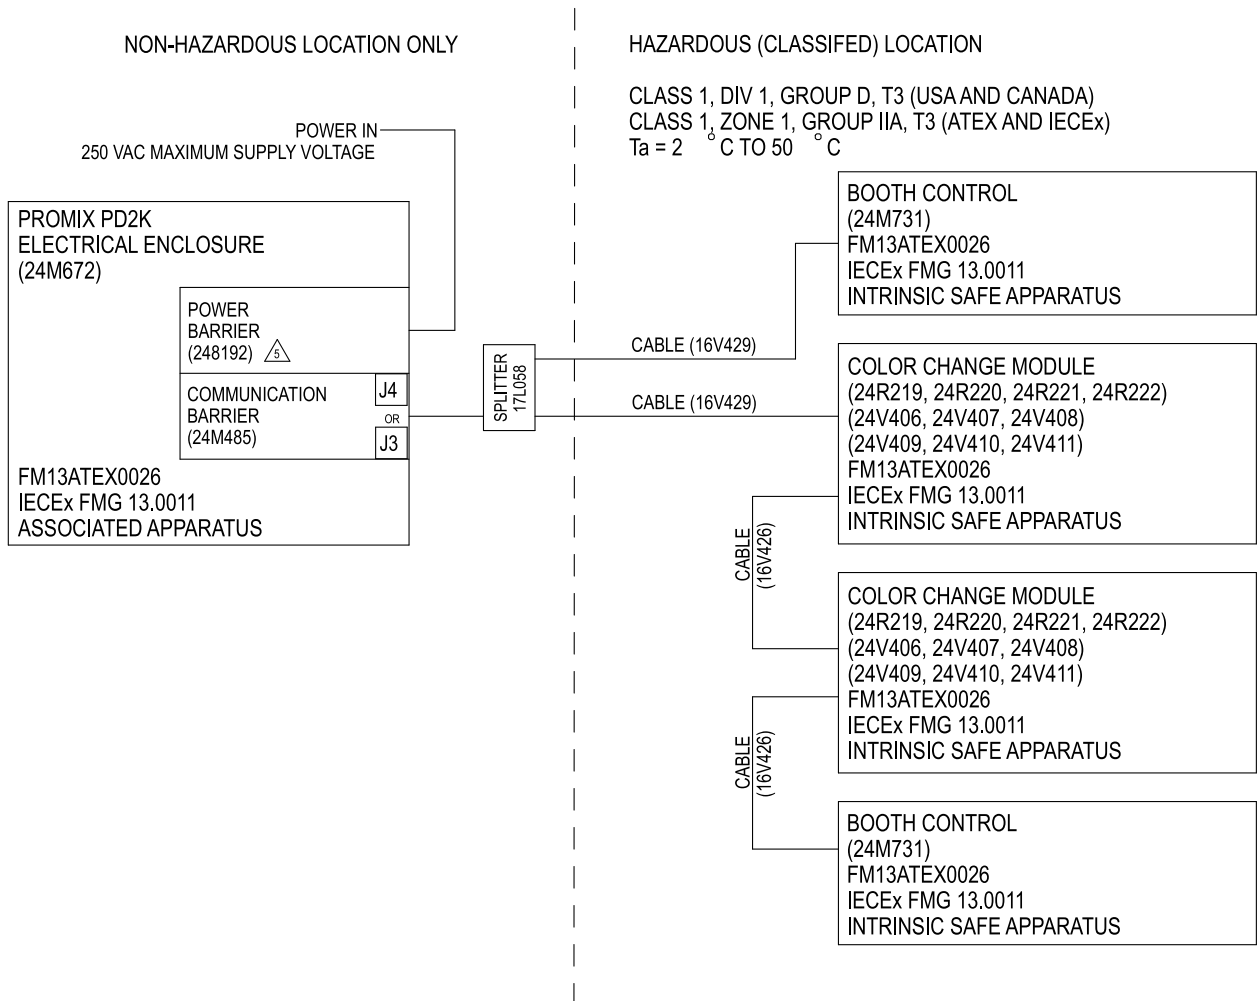 NON-HAZARDOUS LOCATION ONLY
HAZARDOUS (CLASSIFED) LOCATION
CLASS 1, DIV 1, GROUP D, T3 (USA AND CANADA)
CLASS 1, ZONE 1, GROUP IIA, T3 (ATEX AND IECEx)
Ta = 2 °C TO 50 °C
POWER IN
250 VAC MAXIMUM SUPPLY VOLTAGE
PROMIX PD2K
ELECTRICAL ENCLOSURE
(24M672)
POWER
BARRIER
(248192) 5
COMMUNICATION
BARRIER
(24M485)
J4
OR
J3
FM13ATEX0026
IECEx FMG 13.0011
ASSOCIATED APPARATUS
SPLITTER
17L058
CABLE (16V429)
CABLE (16V429)
BOOTH CONTROL
(24M731)
FM13ATEX0026
IECEx FMG 13.0011
INTRINSIC SAFE APPARATUS
COLOR CHANGE MODULE
(24R219, 24R220, 24R221, 24R222)
(24V406, 24V407, 24V408)
(24V409, 24V410, 24V411)
FM13ATEX0026
IECEx FMG 13.0011
INTRINSIC SAFE APPARATUS
CABLE
(16V426)
COLOR CHANGE MODULE
(24R219, 24R220, 24R221, 24R222)
(24V406, 24V407, 24V408)
(24V409, 24V410, 24V411)
FM13ATEX0026
IECEx FMG 13.0011
INTRINSIC SAFE APPARATUS
CABLE
(16V426)
BOOTH CONTROL
(24M731)
FM13ATEX0026
IECEx FMG 13.0011
INTRINSIC SAFE APPARATUS